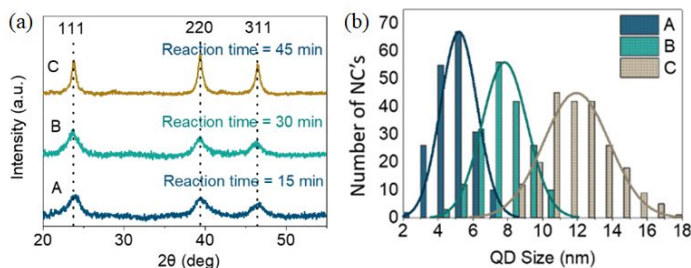 (a)
111 220 311
Reaction time = 45 min
C
Reaction time = 30 min
B
Reaction time = 15 min
A
Intensity (a.u.)
20 30 40 50
2θ (deg)
(b)
70
60
50
40
30
20
10
0
Number of NC's
A
B
C
2 4 6 8 10 12 14 16 18
QD Size (nm)